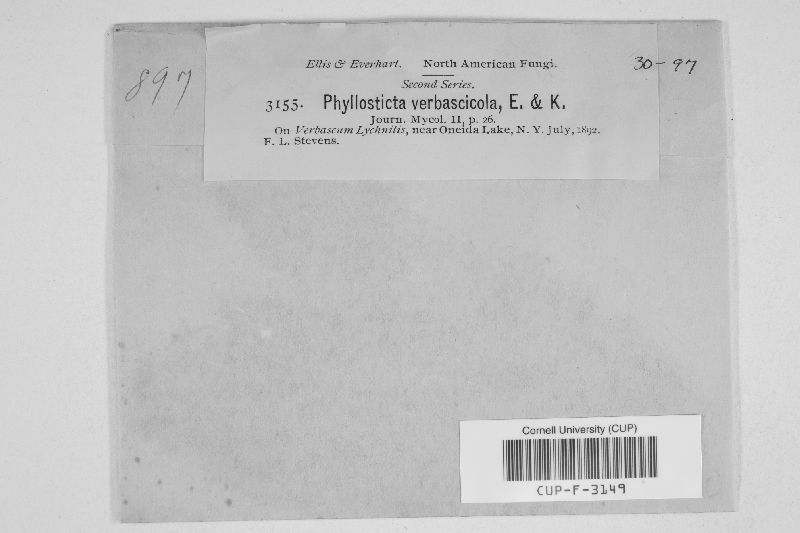 897
Ellis & Everhart. North American Fungi.
30-97
Second Series.
3155. Phyllosticta verbascicola, E. & K.
Journ. Mycol. II, p. 26.
On Verbascum Lychnitis, near Oneida Lake, N. Y. July, 1892.
F. L. Stevens.
Cornell University (CUP)
CUP-F-3149